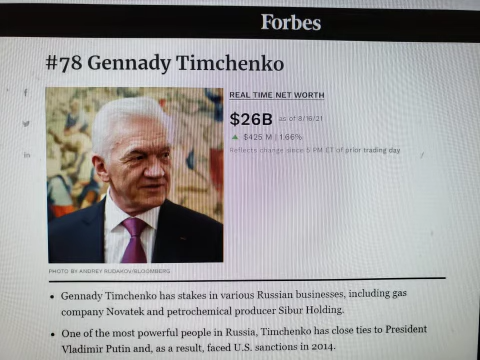 Forbes
#78 Gennady Timchenko
REAL TIME NET WORTH
$26B as of 8/16/21
$425 M | 1.66%
Reflects change since 5 PM ET of prior trading day.
PHOTO BY ANDREY RUDAKOV/BLOOMBERG
Gennady Timchenko has stakes in various Russian businesses, including gas
company Novatek and petrochemical producer Sibur Holding.
One of the most powerful people in Russia, Timchenko has close ties to President
Vladimir Putin and, as a result, faced U.S. sanctions in 2014.